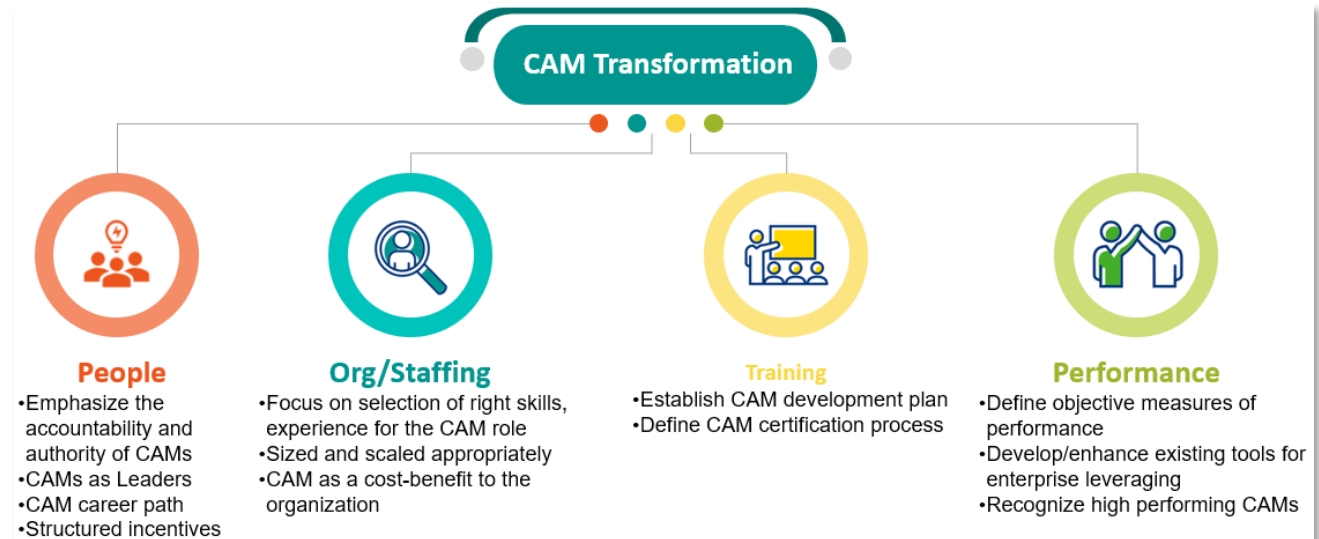 CAM Transformation
People
•Emphasize the
accountability and
authority of CAMs
•CAMs as Leaders
•CAM career path
•Structured incentives
Org/Staffing
•Focus on selection of right skills,
experience for the CAM role
•Sized and scaled appropriately
•CAM as a cost-benefit to the
organization
Training
•Establish CAM development plan
•Define CAM certification process
Performance
•Define objective measures of
performance
•Develop/enhance existing tools for
enterprise leveraging
•Recognize high performing CAMs